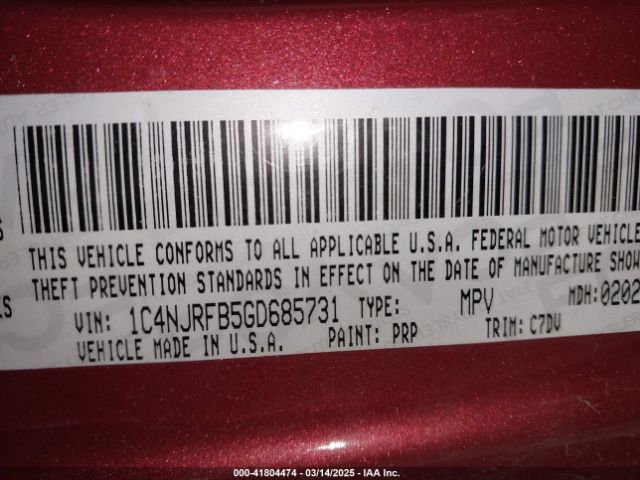 THIS VEHICLE CONFORMS TO ALL APPLICABLE U.S.A. FEDERAL MOTOR VEHICLE
THEFT PREVENTION STANDARDS IN EFFECT ON THE DATE OF MANUFACTURE SHOW
VIN: 1C4NJRFB5GD685731 TYPE: MPV MDH:0202
VEHICLE MADE IN U.S.A. PAINT: PRP TRIM: C7DV
000-41804474 — 03/14/2025 — IAA Inc.